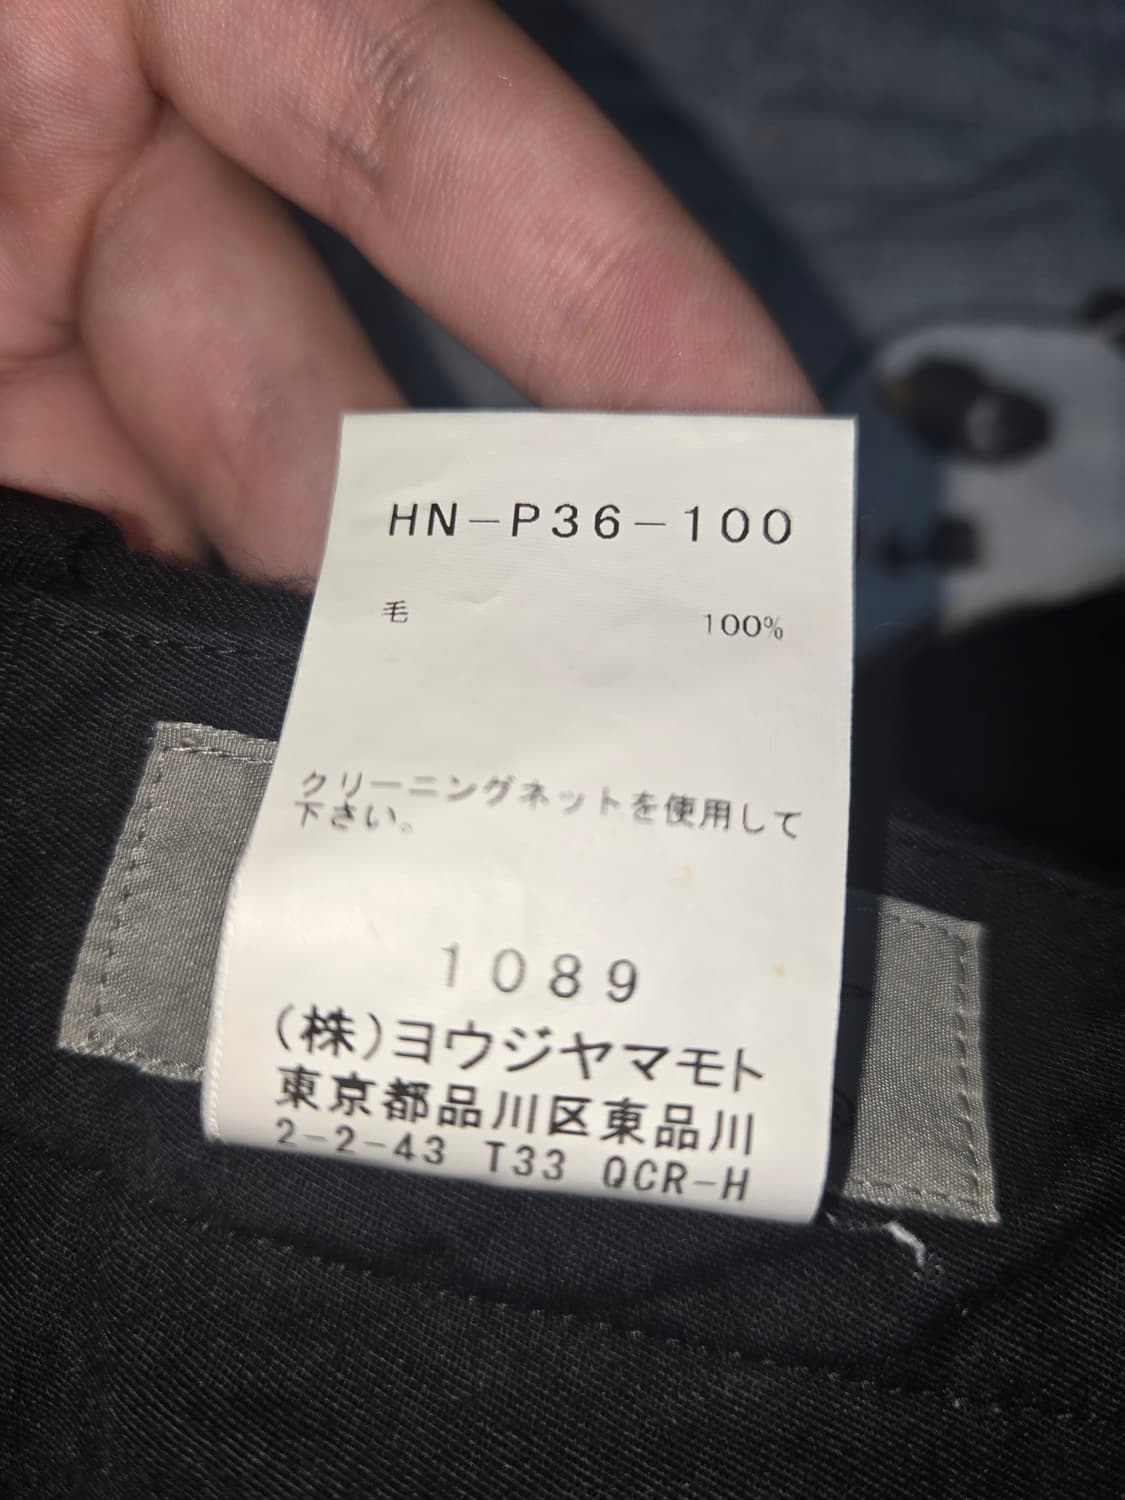 HN-P36-100
毛 100%
クリーニングネットを使用して
下さい。
1089
(株)ヨウジヤマモト
東京都品川区東品川
2-2-43 T33 QCR-H